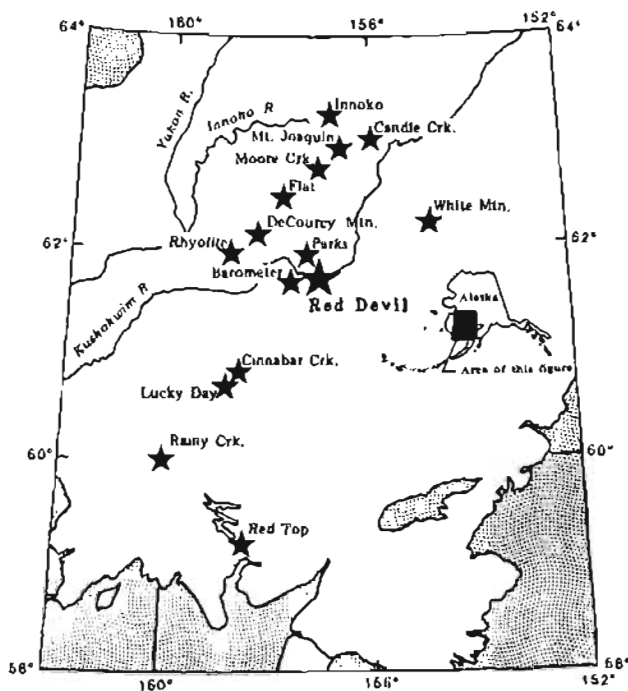 64° 180° 156° 152° 64°
Yukon R.
Innoko R
Innoko
Mt. Joaquin
Candle Crk.
Moore Crk
Flat
White Mtn.
DeCourcy Mtn.
62°
Rhyolite
Parks
62°
Barometer
Red Devil
Kuskokwim R
Alaska
Area of this figure
Cinnabar Crk.
Lucky Day
60°
Rainy Crk.
60°
Red Top
58°
58°
160°
156°
152°